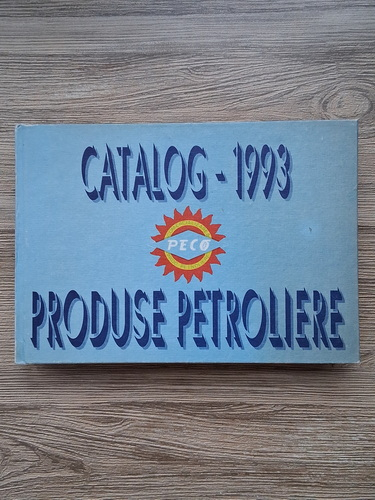 CATALOG - 1993
PECO
PRODUSE PETROLIERE